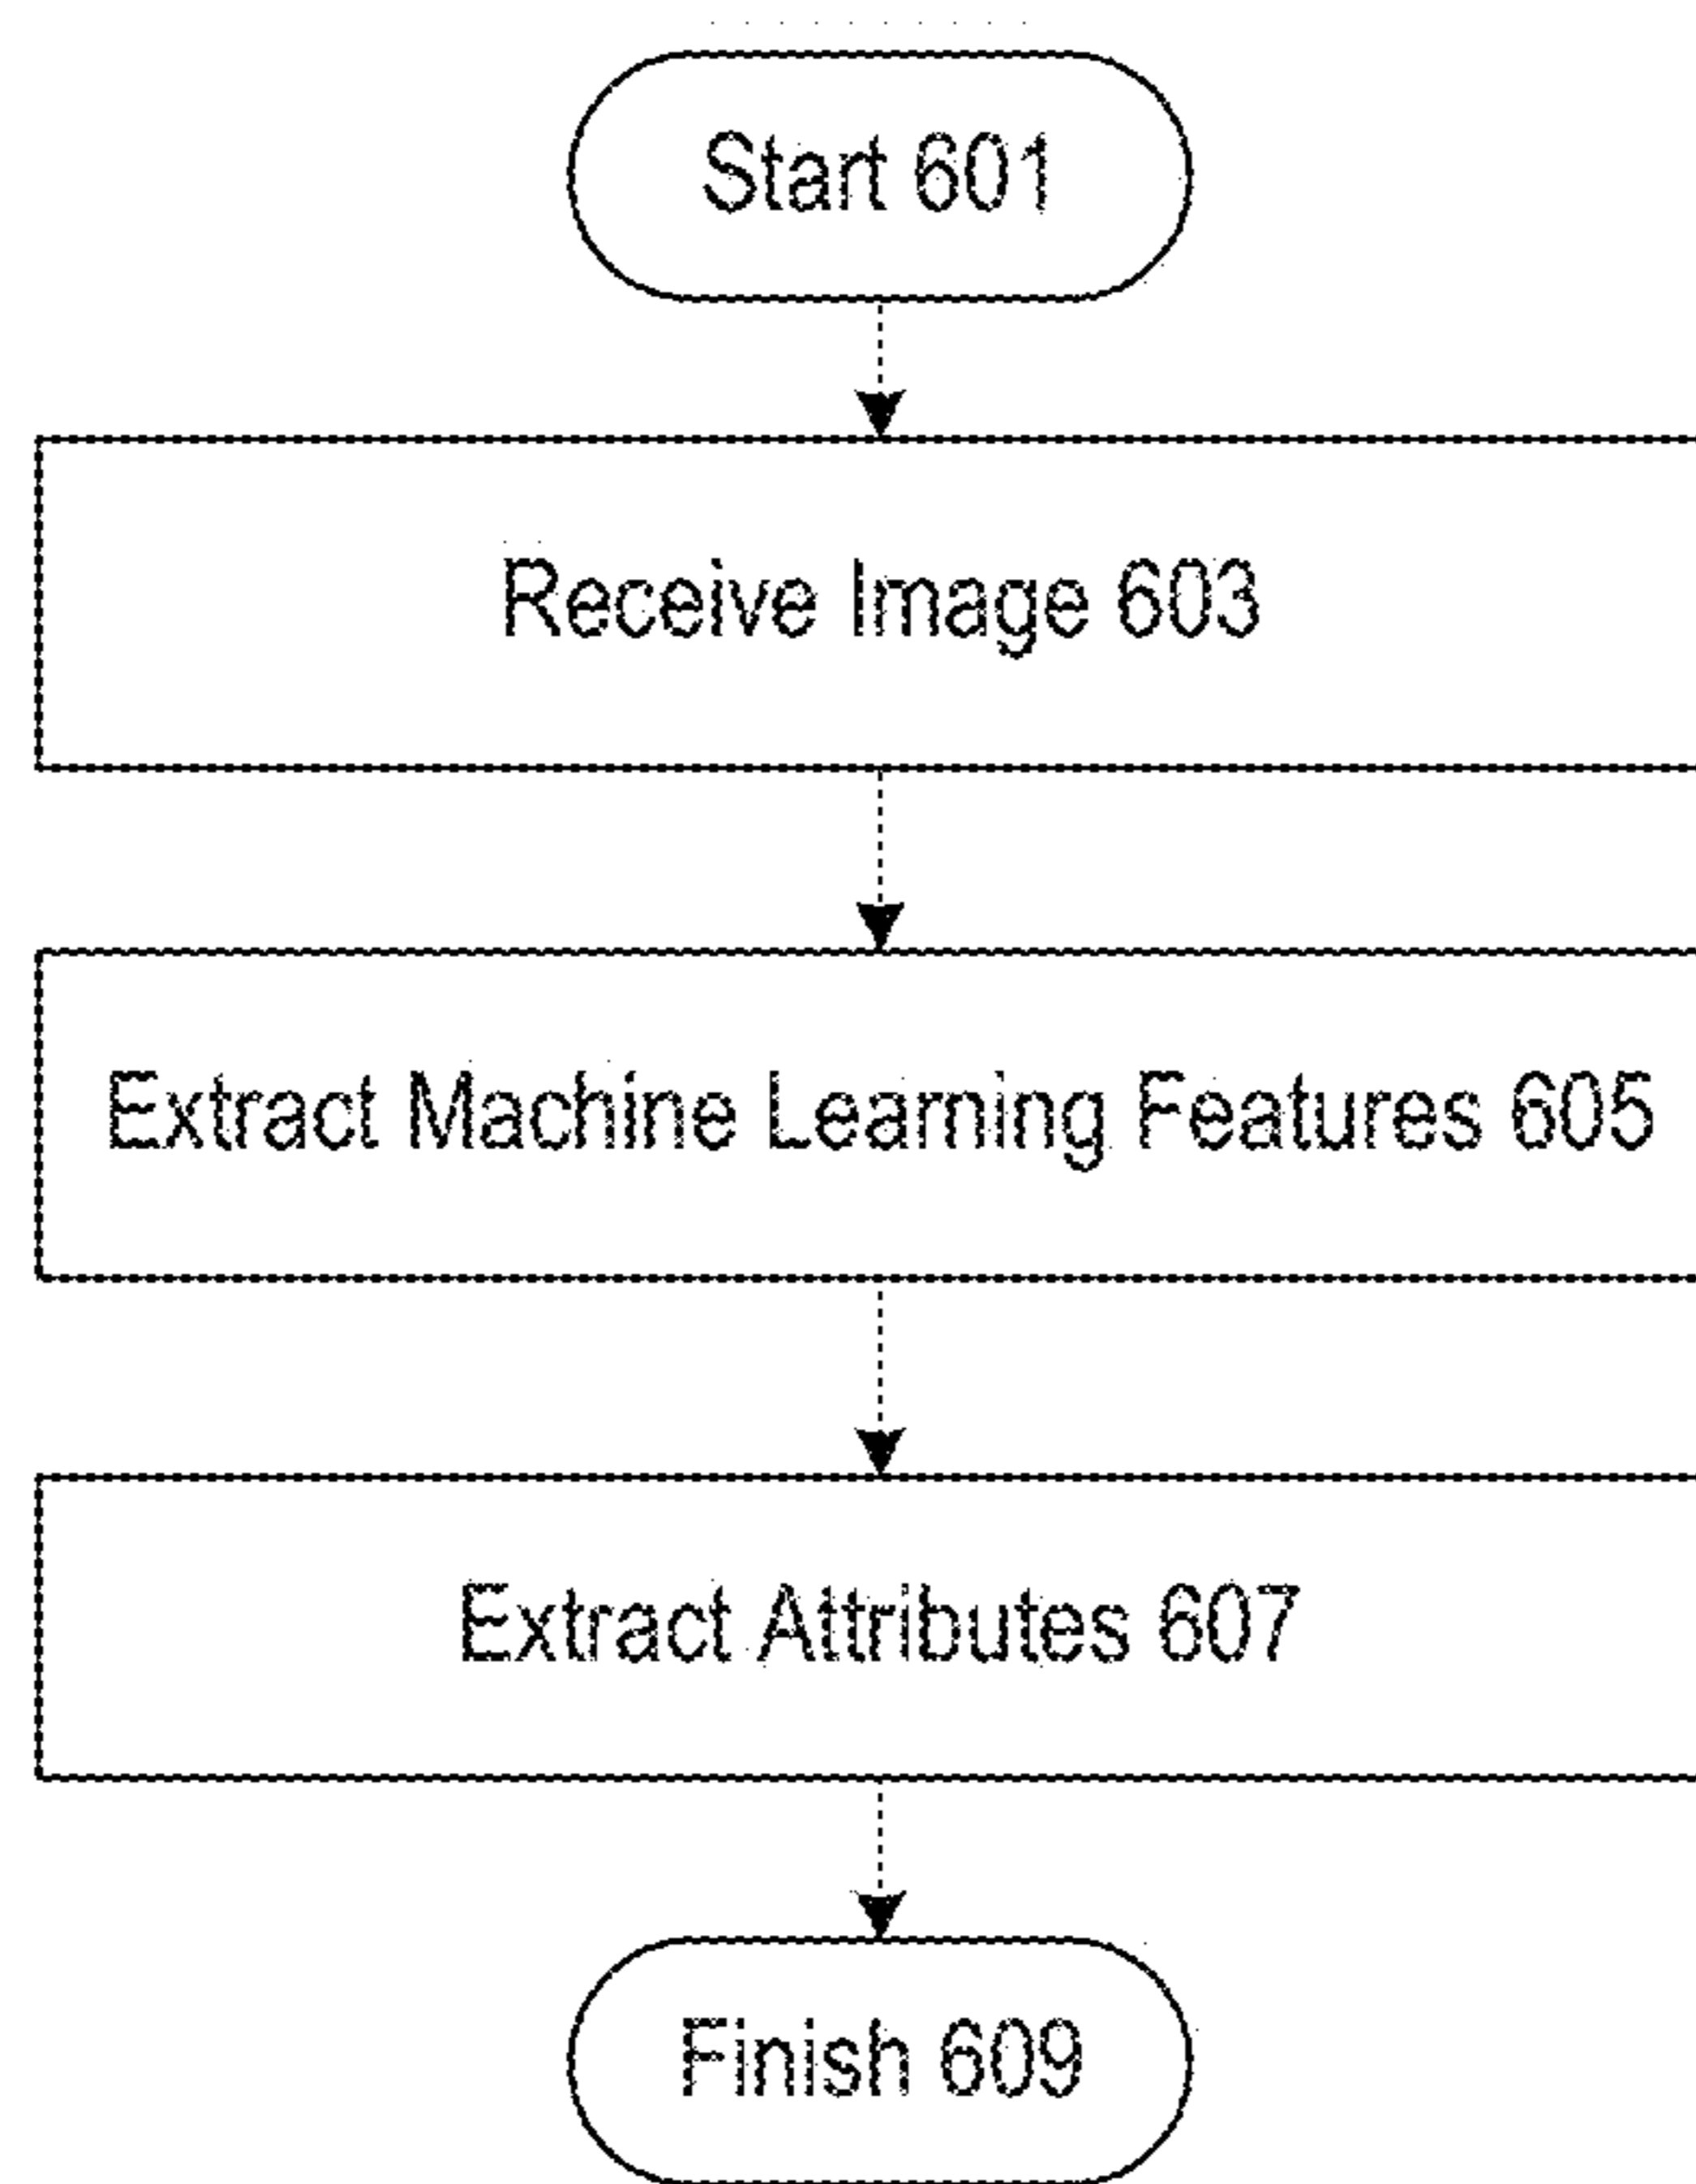 Start 601
Receive Image 603
Extract Machine Learning Features 605
Extract Attributes 607
Finish 609